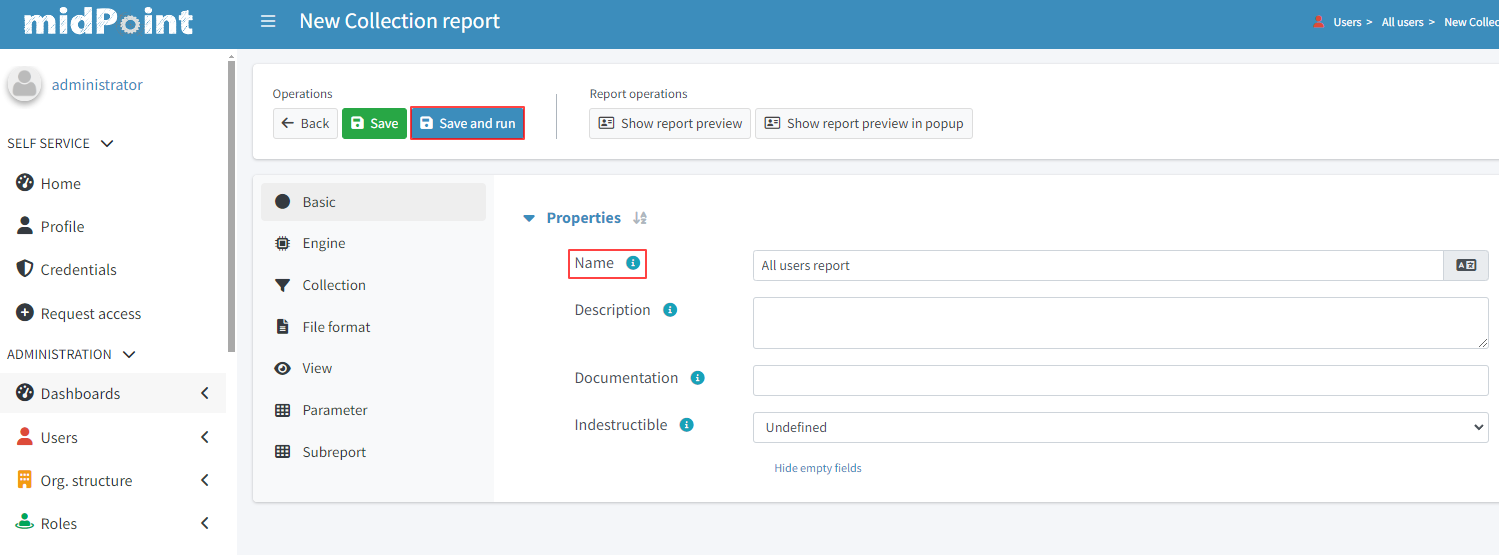 midPoint
New Collection report
Users > All users > New Collec
administrator
SELF SERVICE
Home
Profile
Credentials
Request access
ADMINISTRATION
Dashboards
Users
Org. structure
Roles
Operations
Back Save Save and run
Report operations
Show report preview Show report preview in popup
Basic
Engine
Collection
File format
View
Parameter
Subreport
Properties
Name All users report
Description
Documentation
Indestructible Undefined
Hide empty fields